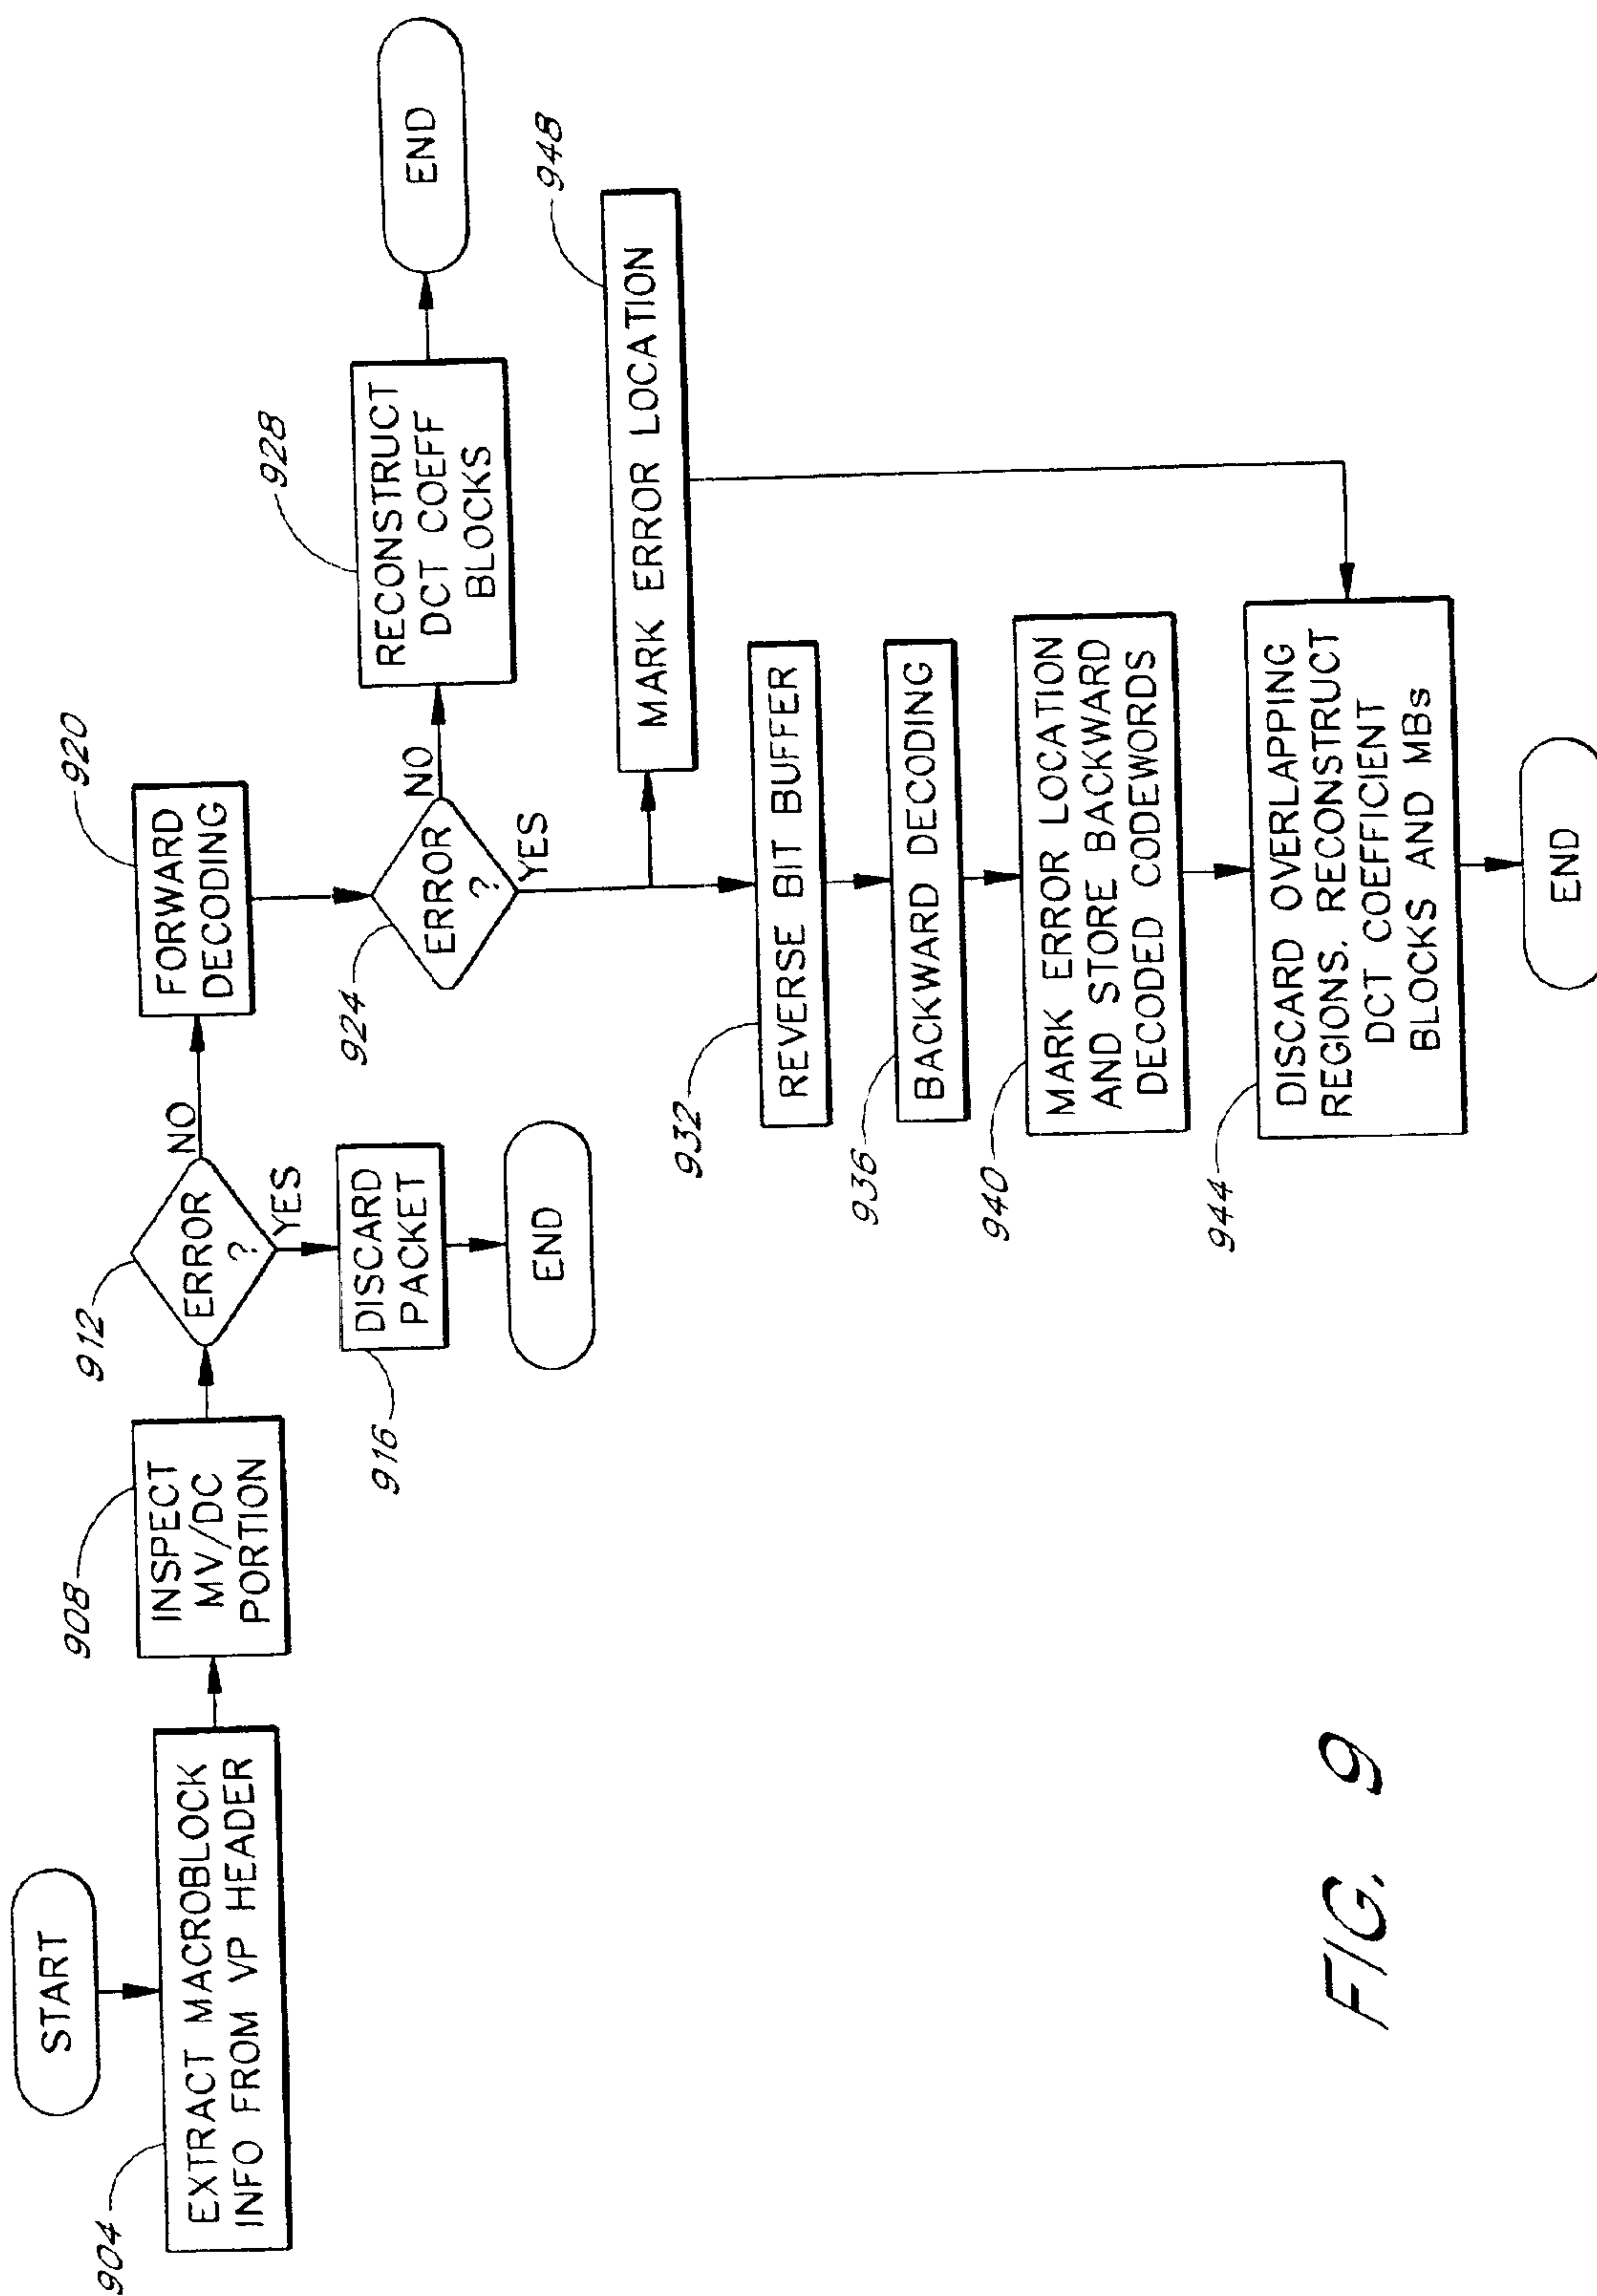 START
904
EXTRACT MACROBLOCK
INFO FROM VP HEADER
908
INSPECT
MV/DC
PORTION
912
ERROR
?
NO
YES
916
DISCARD
PACKET
END
920
FORWARD
DECODING
924
ERROR
?
NO
YES
928
RECONSTRUCT
DCT COEFF
BLOCKS
END
948
MARK ERROR LOCATION
932
REVERSE BIT BUFFER
936
BACKWARD DECODING
940
MARK ERROR LOCATION
AND STORE BACKWARD
DECODED CODEWORDS
944
DISCARD OVERLAPPING
REGIONS. RECONSTRUCT
DCT COEFFICIENT
BLOCKS AND MBs
END
FIG. 9